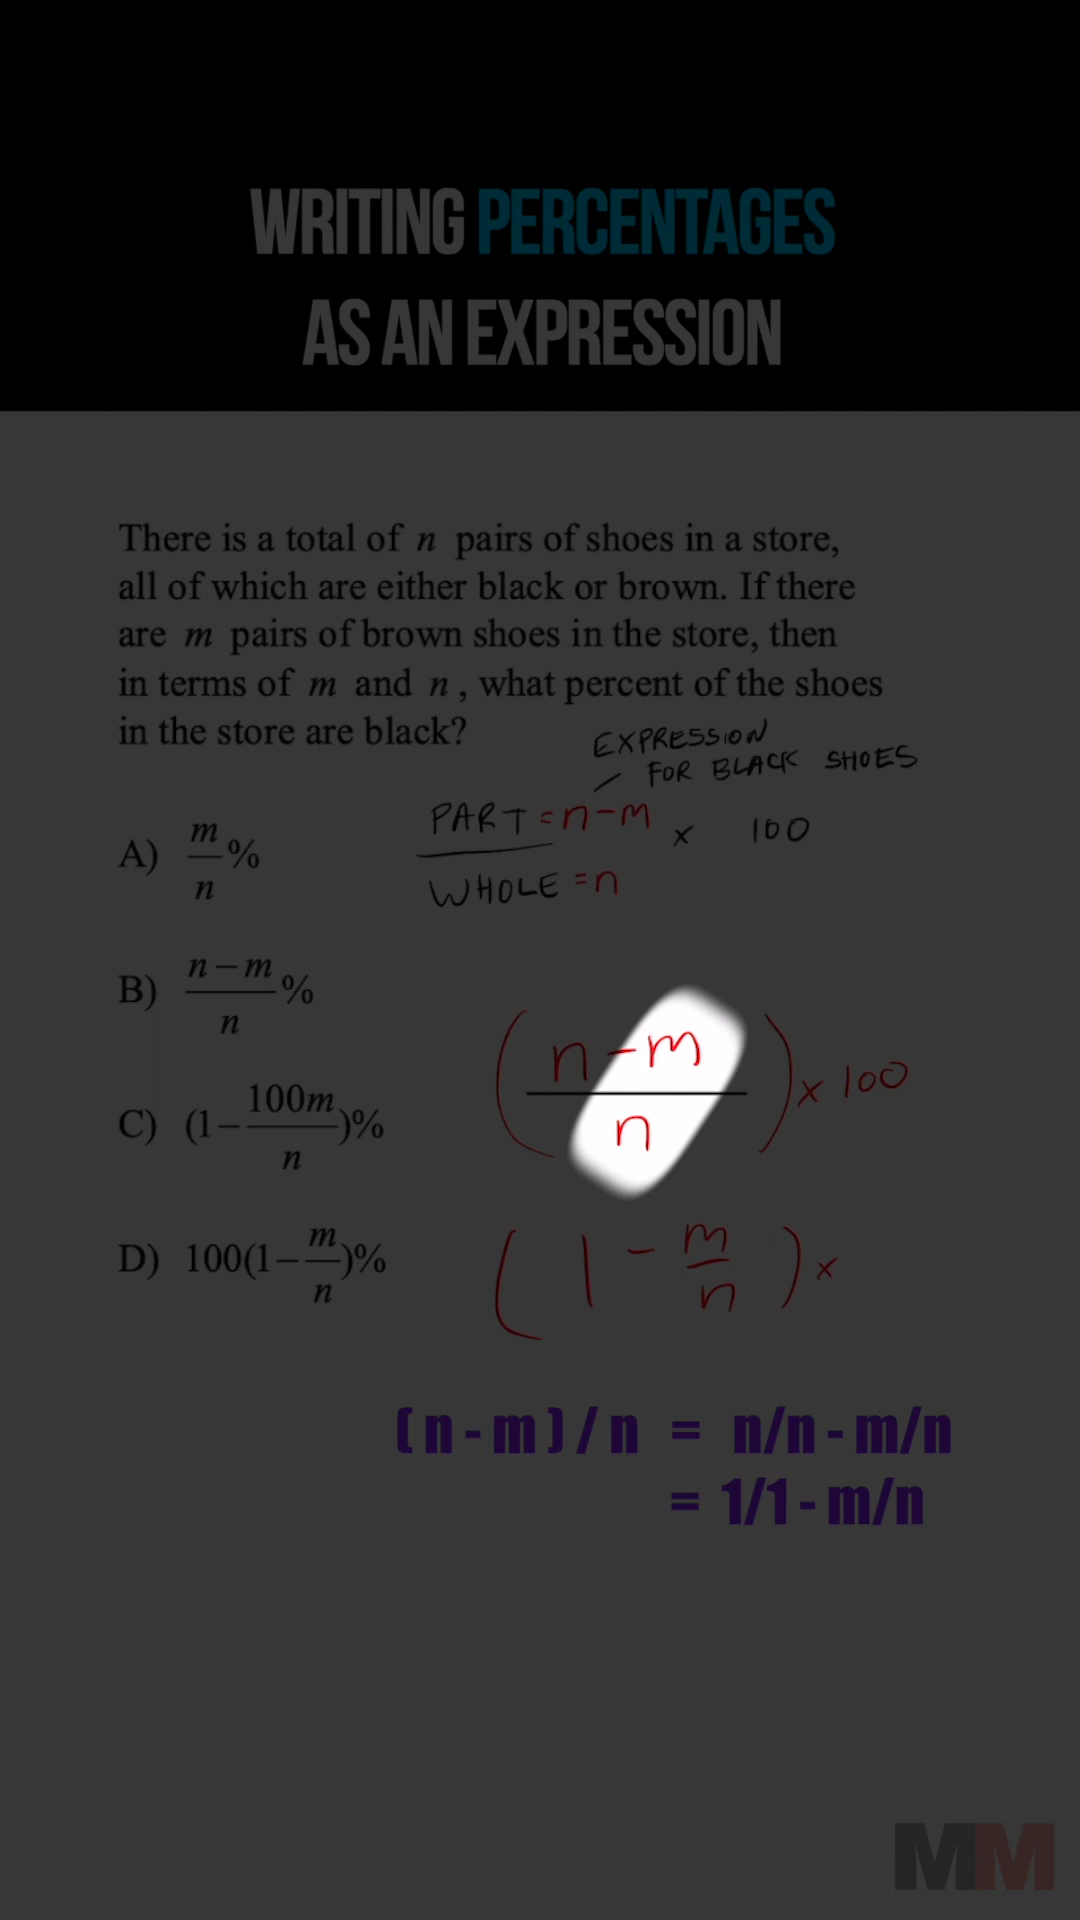 WRITING PERCENTAGES
AS AN EXPRESSION
There is a total of n pairs of shoes in a store,
all of which are either black or brown. If there
are m pairs of brown shoes in the store, then
in terms of m and n, what percent of the shoes
in the store are black?
EXPRESSION
FOR BLACK SHOES
PART = n-m
x 100
WHOLE = n
A) m/n %
B) n-m/n %
C) (1-100m/n)%
D) 100(1-m/n)%
(n-m/n) x 100
(1 - m/n) x
(n-m)/n = n/n-m/n
= 1/1-m/n
MM